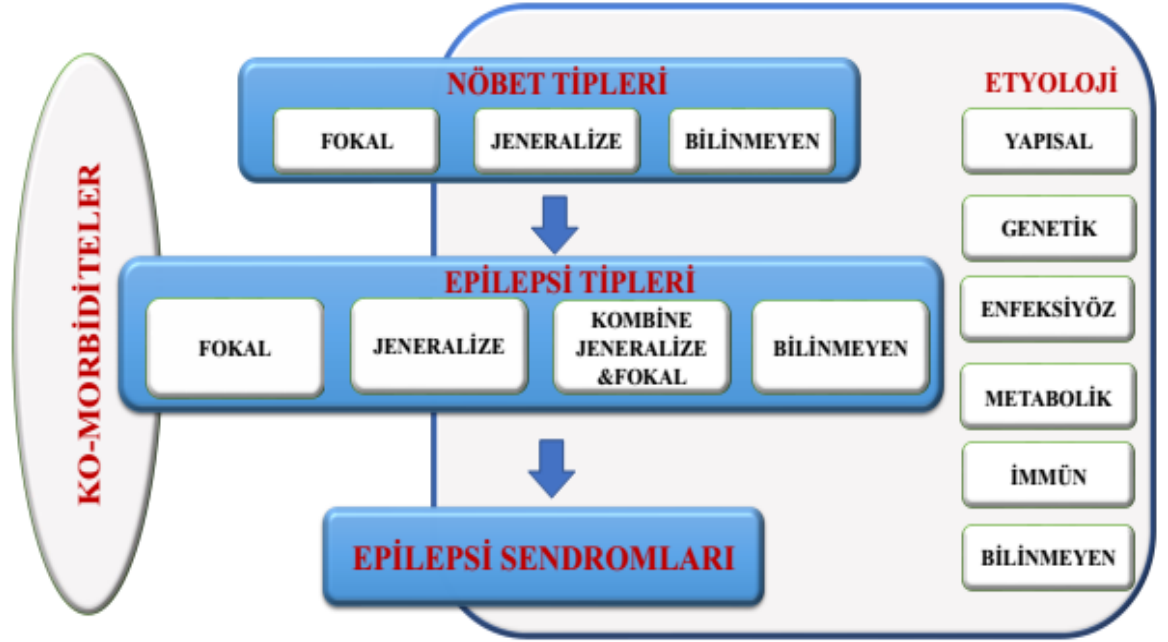 KO-MORBİDİTELER
NÖBET TİPLERİ
FOKAL
JENERALİZE
BİLİNMEYEN
EPİLEPSİ TİPLERİ
FOKAL
JENERALİZE
KOMBİNE
JENERALİZE
&FOKAL
BİLİNMEYEN
EPİLEPSİ SENDROMLARI
ETYOLOJİ
YAPISAL
GENETİK
ENFEKSİYÖZ
METABOLİK
İMMÜN
BİLİNMEYEN